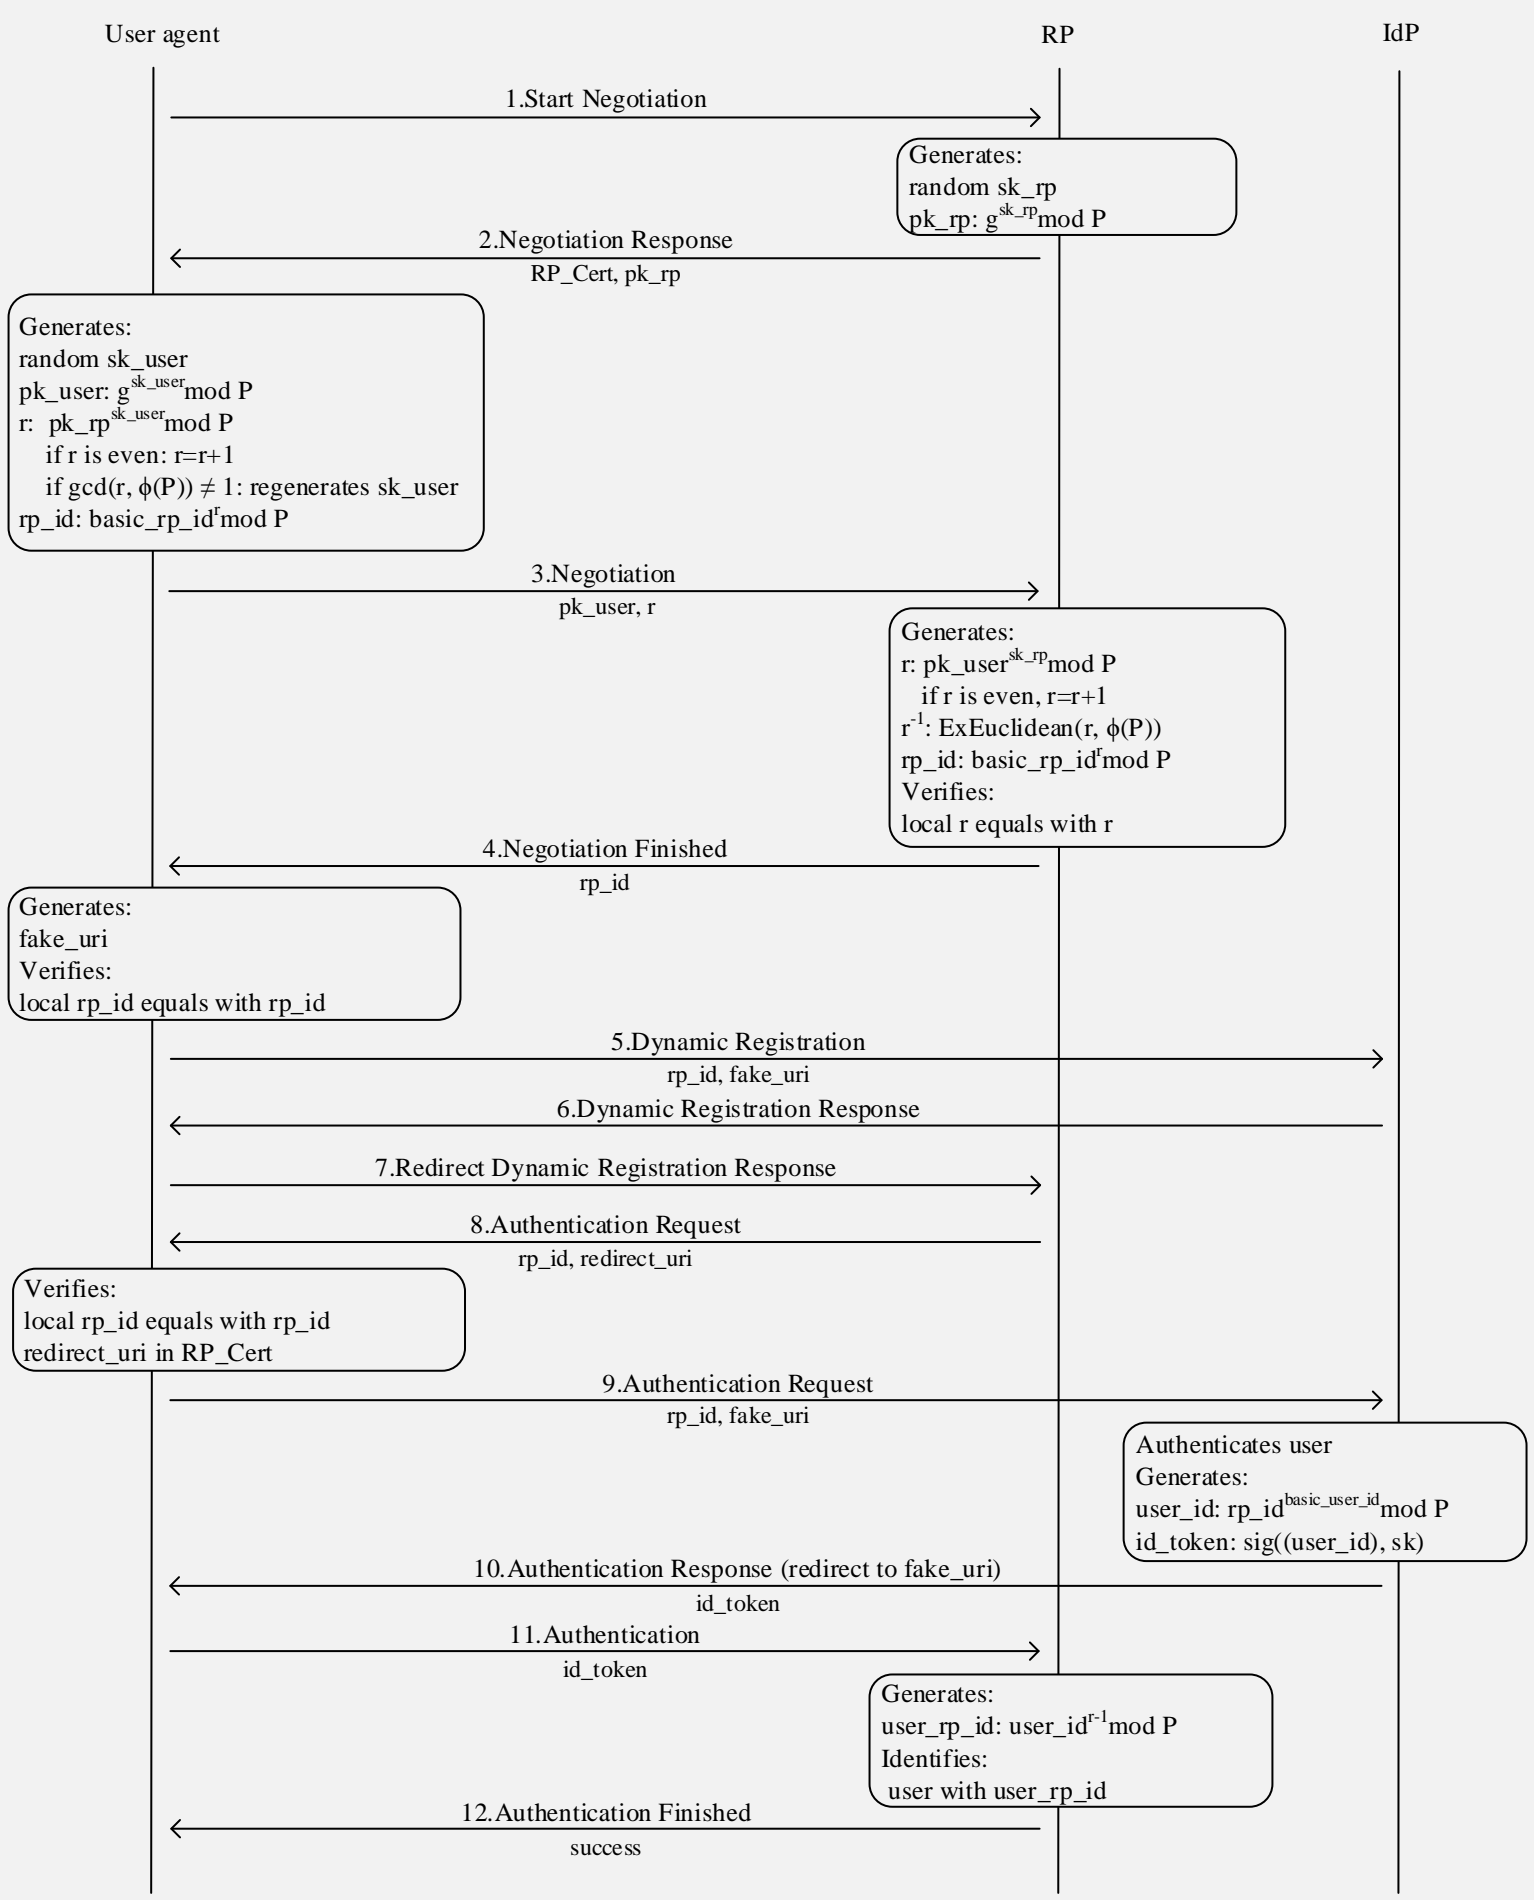 User agent
RP
IdP
1.Start Negotiation
Generates:
random sk_rp
pk_rp: g^sk_rp mod P
2.Negotiation Response
RP_Cert, pk_rp
Generates:
random sk_user
pk_user: g^sk_user mod P
r: pk_rp^sk_user mod P
if r is even: r=r+1
if gcd(r, ϕ(P)) ≠ 1: regenerates sk_user
rp_id: basic_rp_id^r mod P
3.Negotiation
pk_user, r
Generates:
r: pk_user^sk_rp mod P
if r is even, r=r+1
r^-1: ExEuclidean(r, ϕ(P))
rp_id: basic_rp_id^r mod P
Verifies:
local r equals with r
4.Negotiation Finished
rp_id
Generates:
fake_uri
Verifies:
local rp_id equals with rp_id
5.Dynamic Registration
rp_id, fake_uri
6.Dynamic Registration Response
7.Redirect Dynamic Registration Response
8.Authentication Request
rp_id, redirect_uri
Verifies:
local rp_id equals with rp_id
redirect_uri in RP_Cert
9.Authentication Request
rp_id, fake_uri
Authenticates user
Generates:
user_id: rp_id^basic_user_id mod P
id_token: sig((user_id), sk)
10.Authentication Response (redirect to fake_uri)
id_token
11.Authentication
id_token
Generates:
user_rp_id: user_id^r-1 mod P
Identifies:
user with user_rp_id
12.Authentication Finished
success